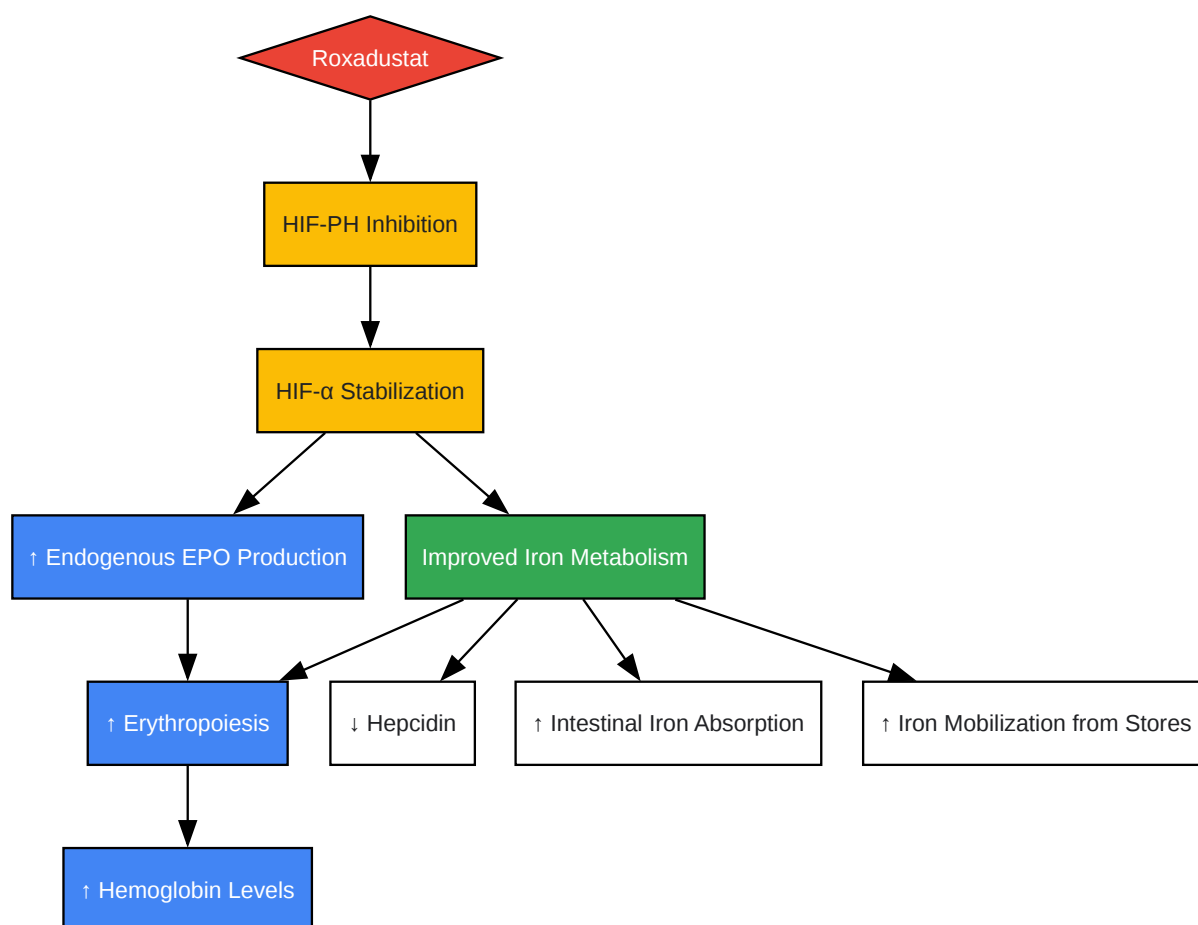 Roxadustat
HIF-PH Inhibition
HIF-α Stabilization
↑ Endogenous EPO Production
Improved Iron Metabolism
↑ Erythropoiesis
↓ Hepcidin
↑ Intestinal Iron Absorption
↑ Iron Mobilization from Stores
↑ Hemoglobin Levels